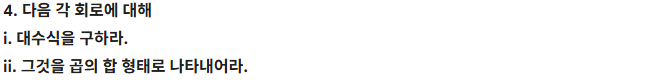 4. 다음 각 회로에 대해
i. 대수식을 구하라.
ii. 그것을 곱의 합 형태로 나타내어라.